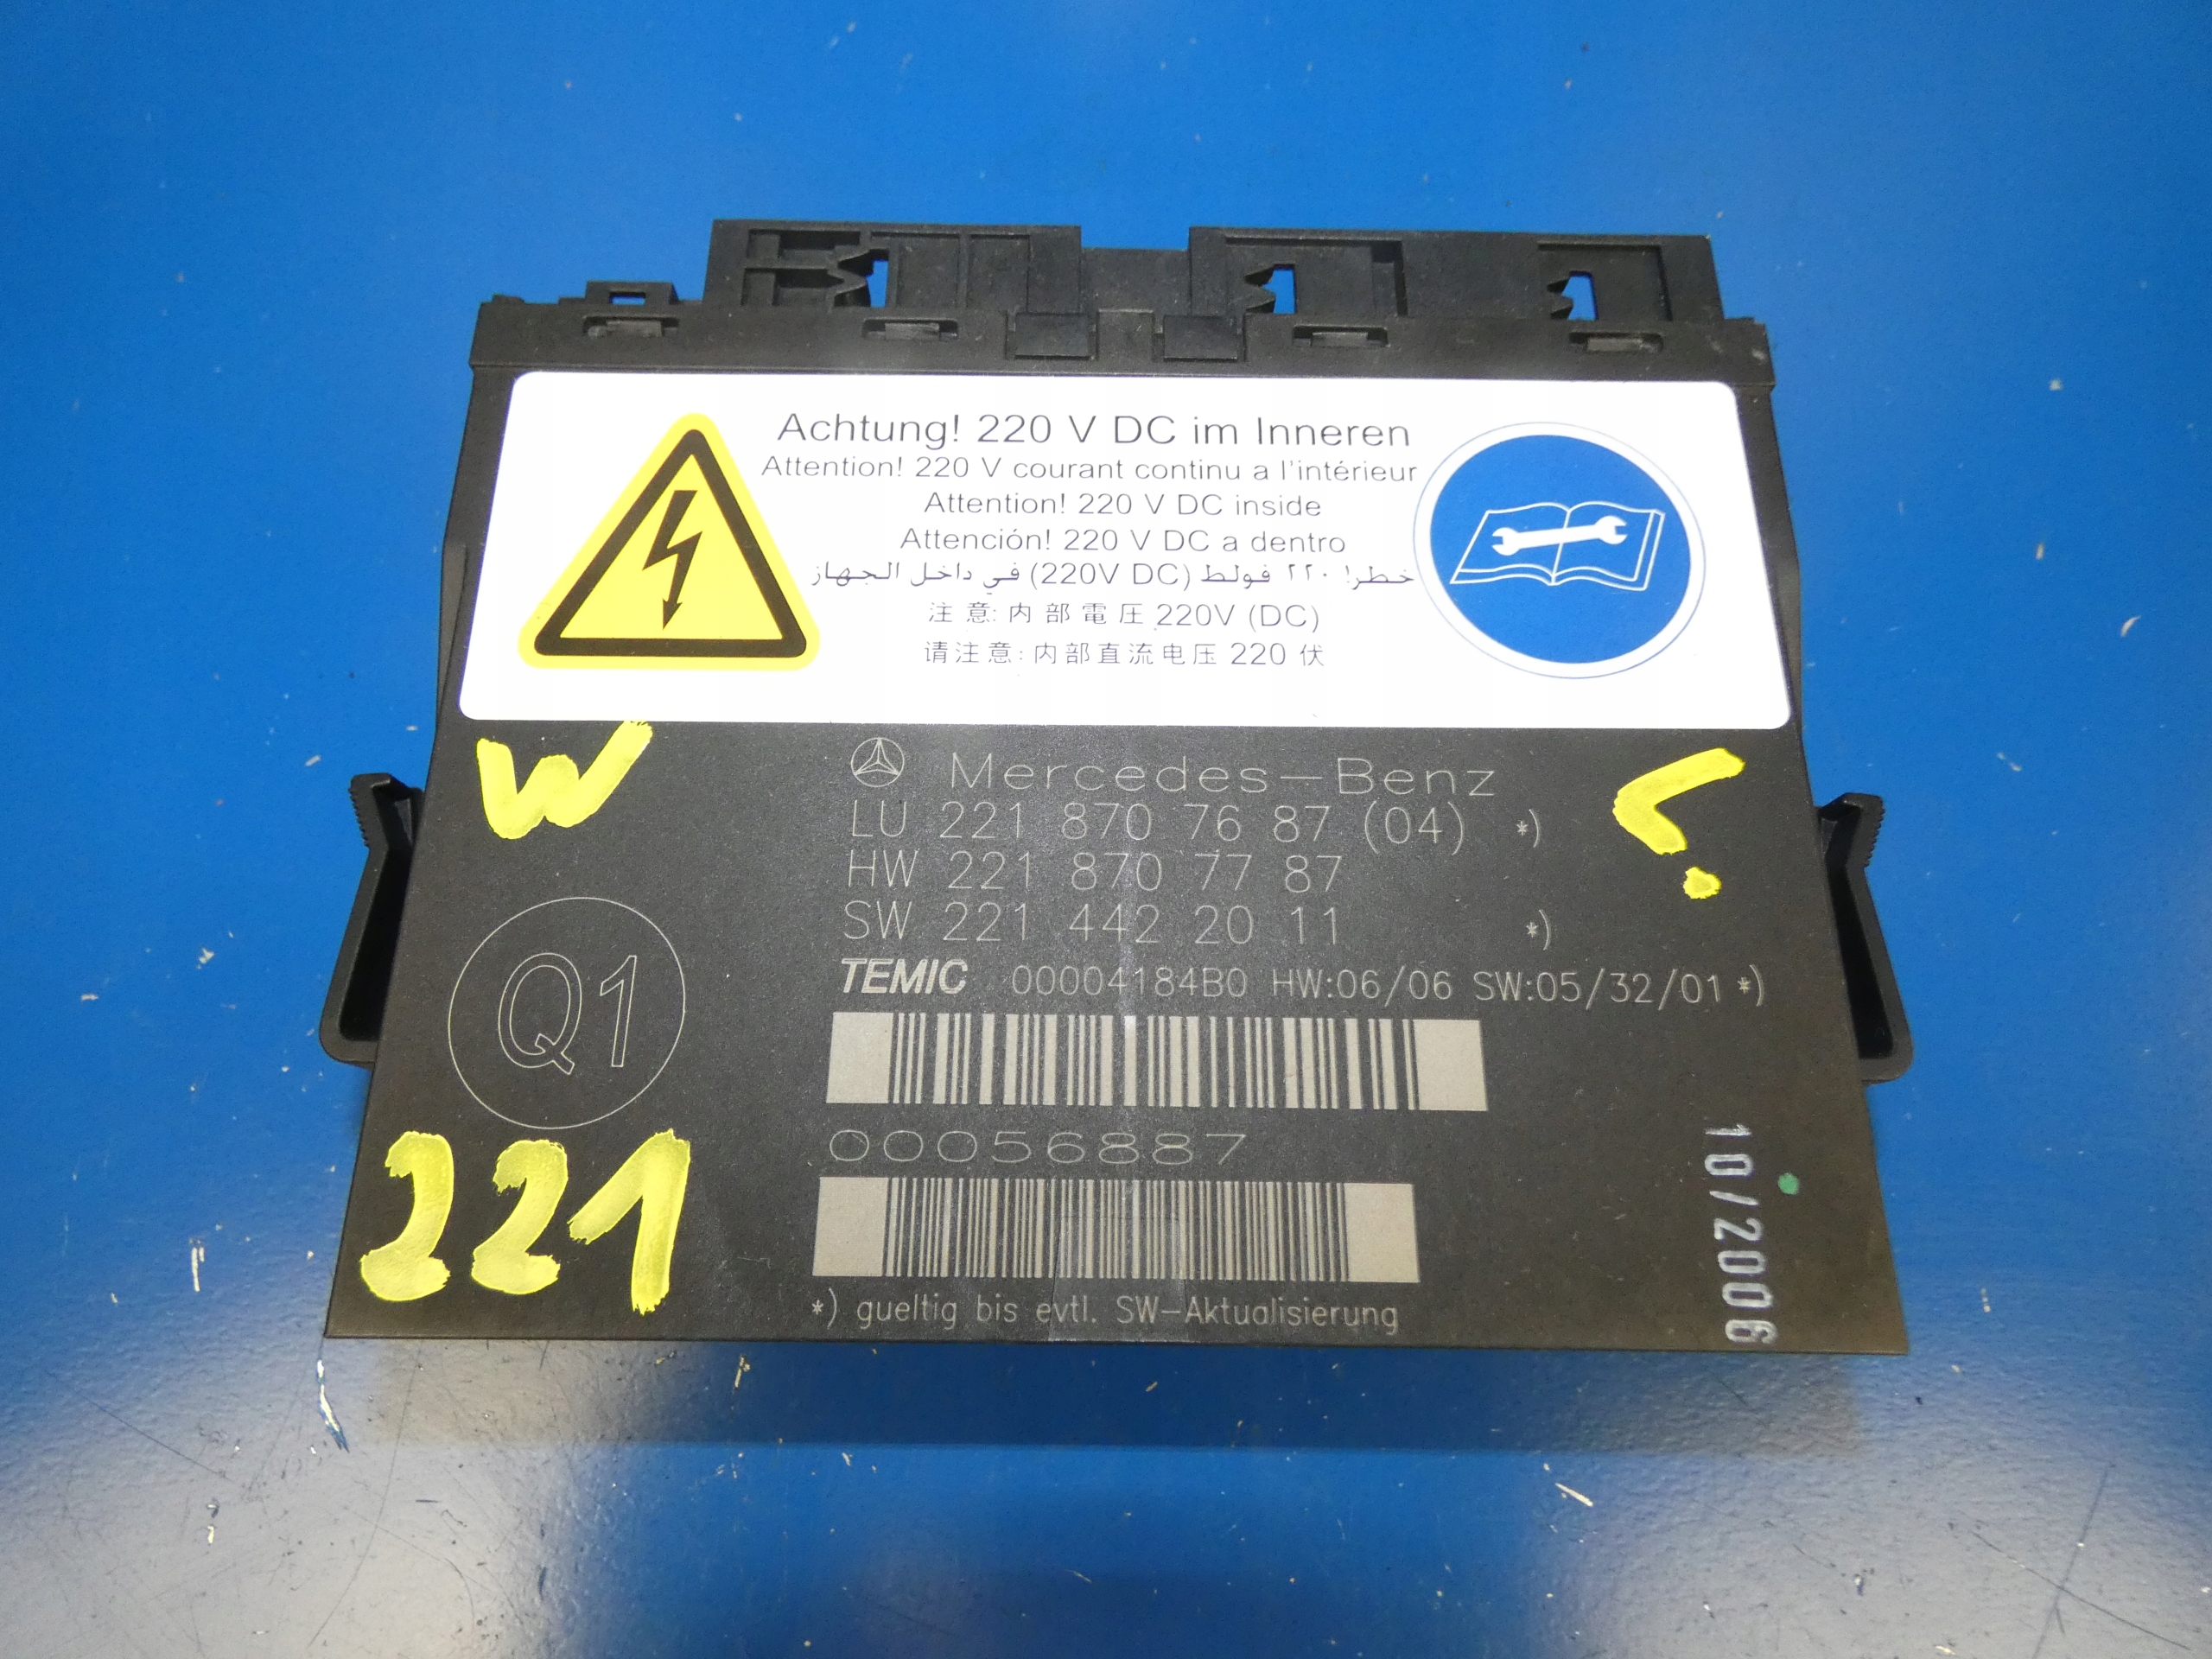 Achtung! 220 V DC im Inneren
Attention! 220 V courant continu a l'intérieur
Attention! 220 V DC inside
Attención! 220 V DC a dentro
خطر! ٢٢٠ فولط (220V DC) في داخل الجهاز
注意: 内部電圧 220V (DC)
请注意: 内部直流电压 220 伏
W
Mercedes-Benz
LU 221 870 76 87 (04) *)
HW 221 870 77 87
SW 221 442 20 11 *)
TEMIC 00004184B0 HW:06/06 SW:05/32/01 *)
Q1
00056887
221
*) gueltig bis evtl. SW-Aktualisierung
10/2006